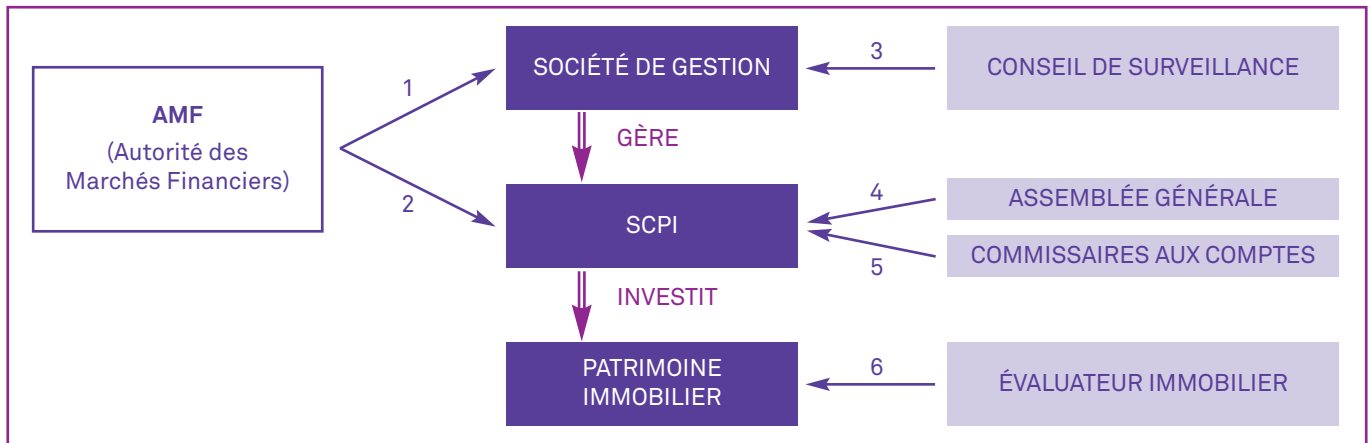 AMF
(Autorité des
Marchés Financiers)
1
2
SOCIÉTÉ DE GESTION
3
CONSEIL DE SURVEILLANCE
GÈRE
SCPI
4
ASSEMBLÉE GÉNÉRALE
5
COMMISSAIRES AUX COMPTES
INVESTIT
PATRIMOINE
IMMOBILIER
6
ÉVALUATEUR IMMOBILIER